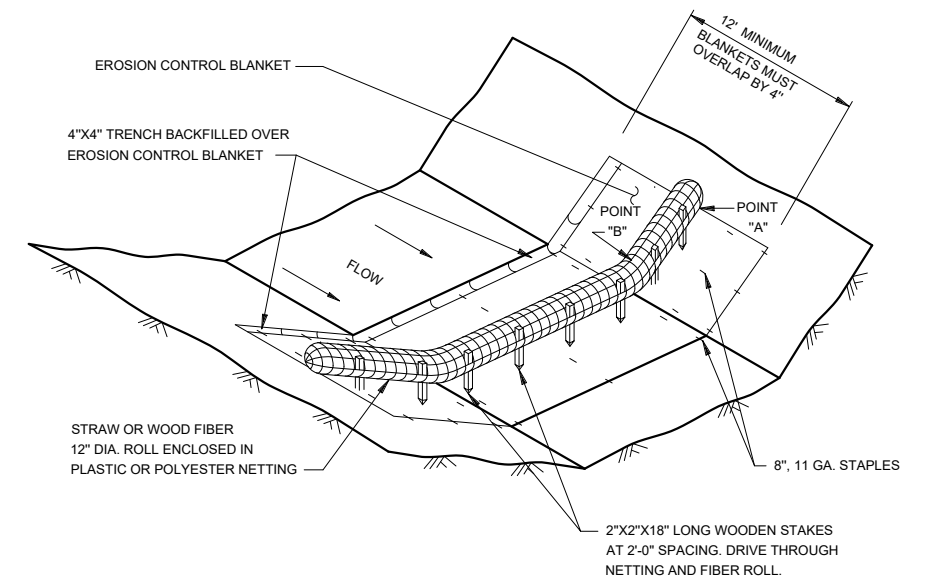 12' MINIMUM
BLANKETS MUST
OVERLAP BY 4"
EROSION CONTROL BLANKET
4"X4" TRENCH BACKFILLED OVER
EROSION CONTROL BLANKET
POINT
"B"
POINT
"A"
FLOW
STRAW OR WOOD FIBER
12" DIA. ROLL ENCLOSED IN
PLASTIC OR POLYESTER NETTING
8", 11 GA. STAPLES
2"X2"X18" LONG WOODEN STAKES
AT 2'-0" SPACING. DRIVE THROUGH
NETTING AND FIBER ROLL.